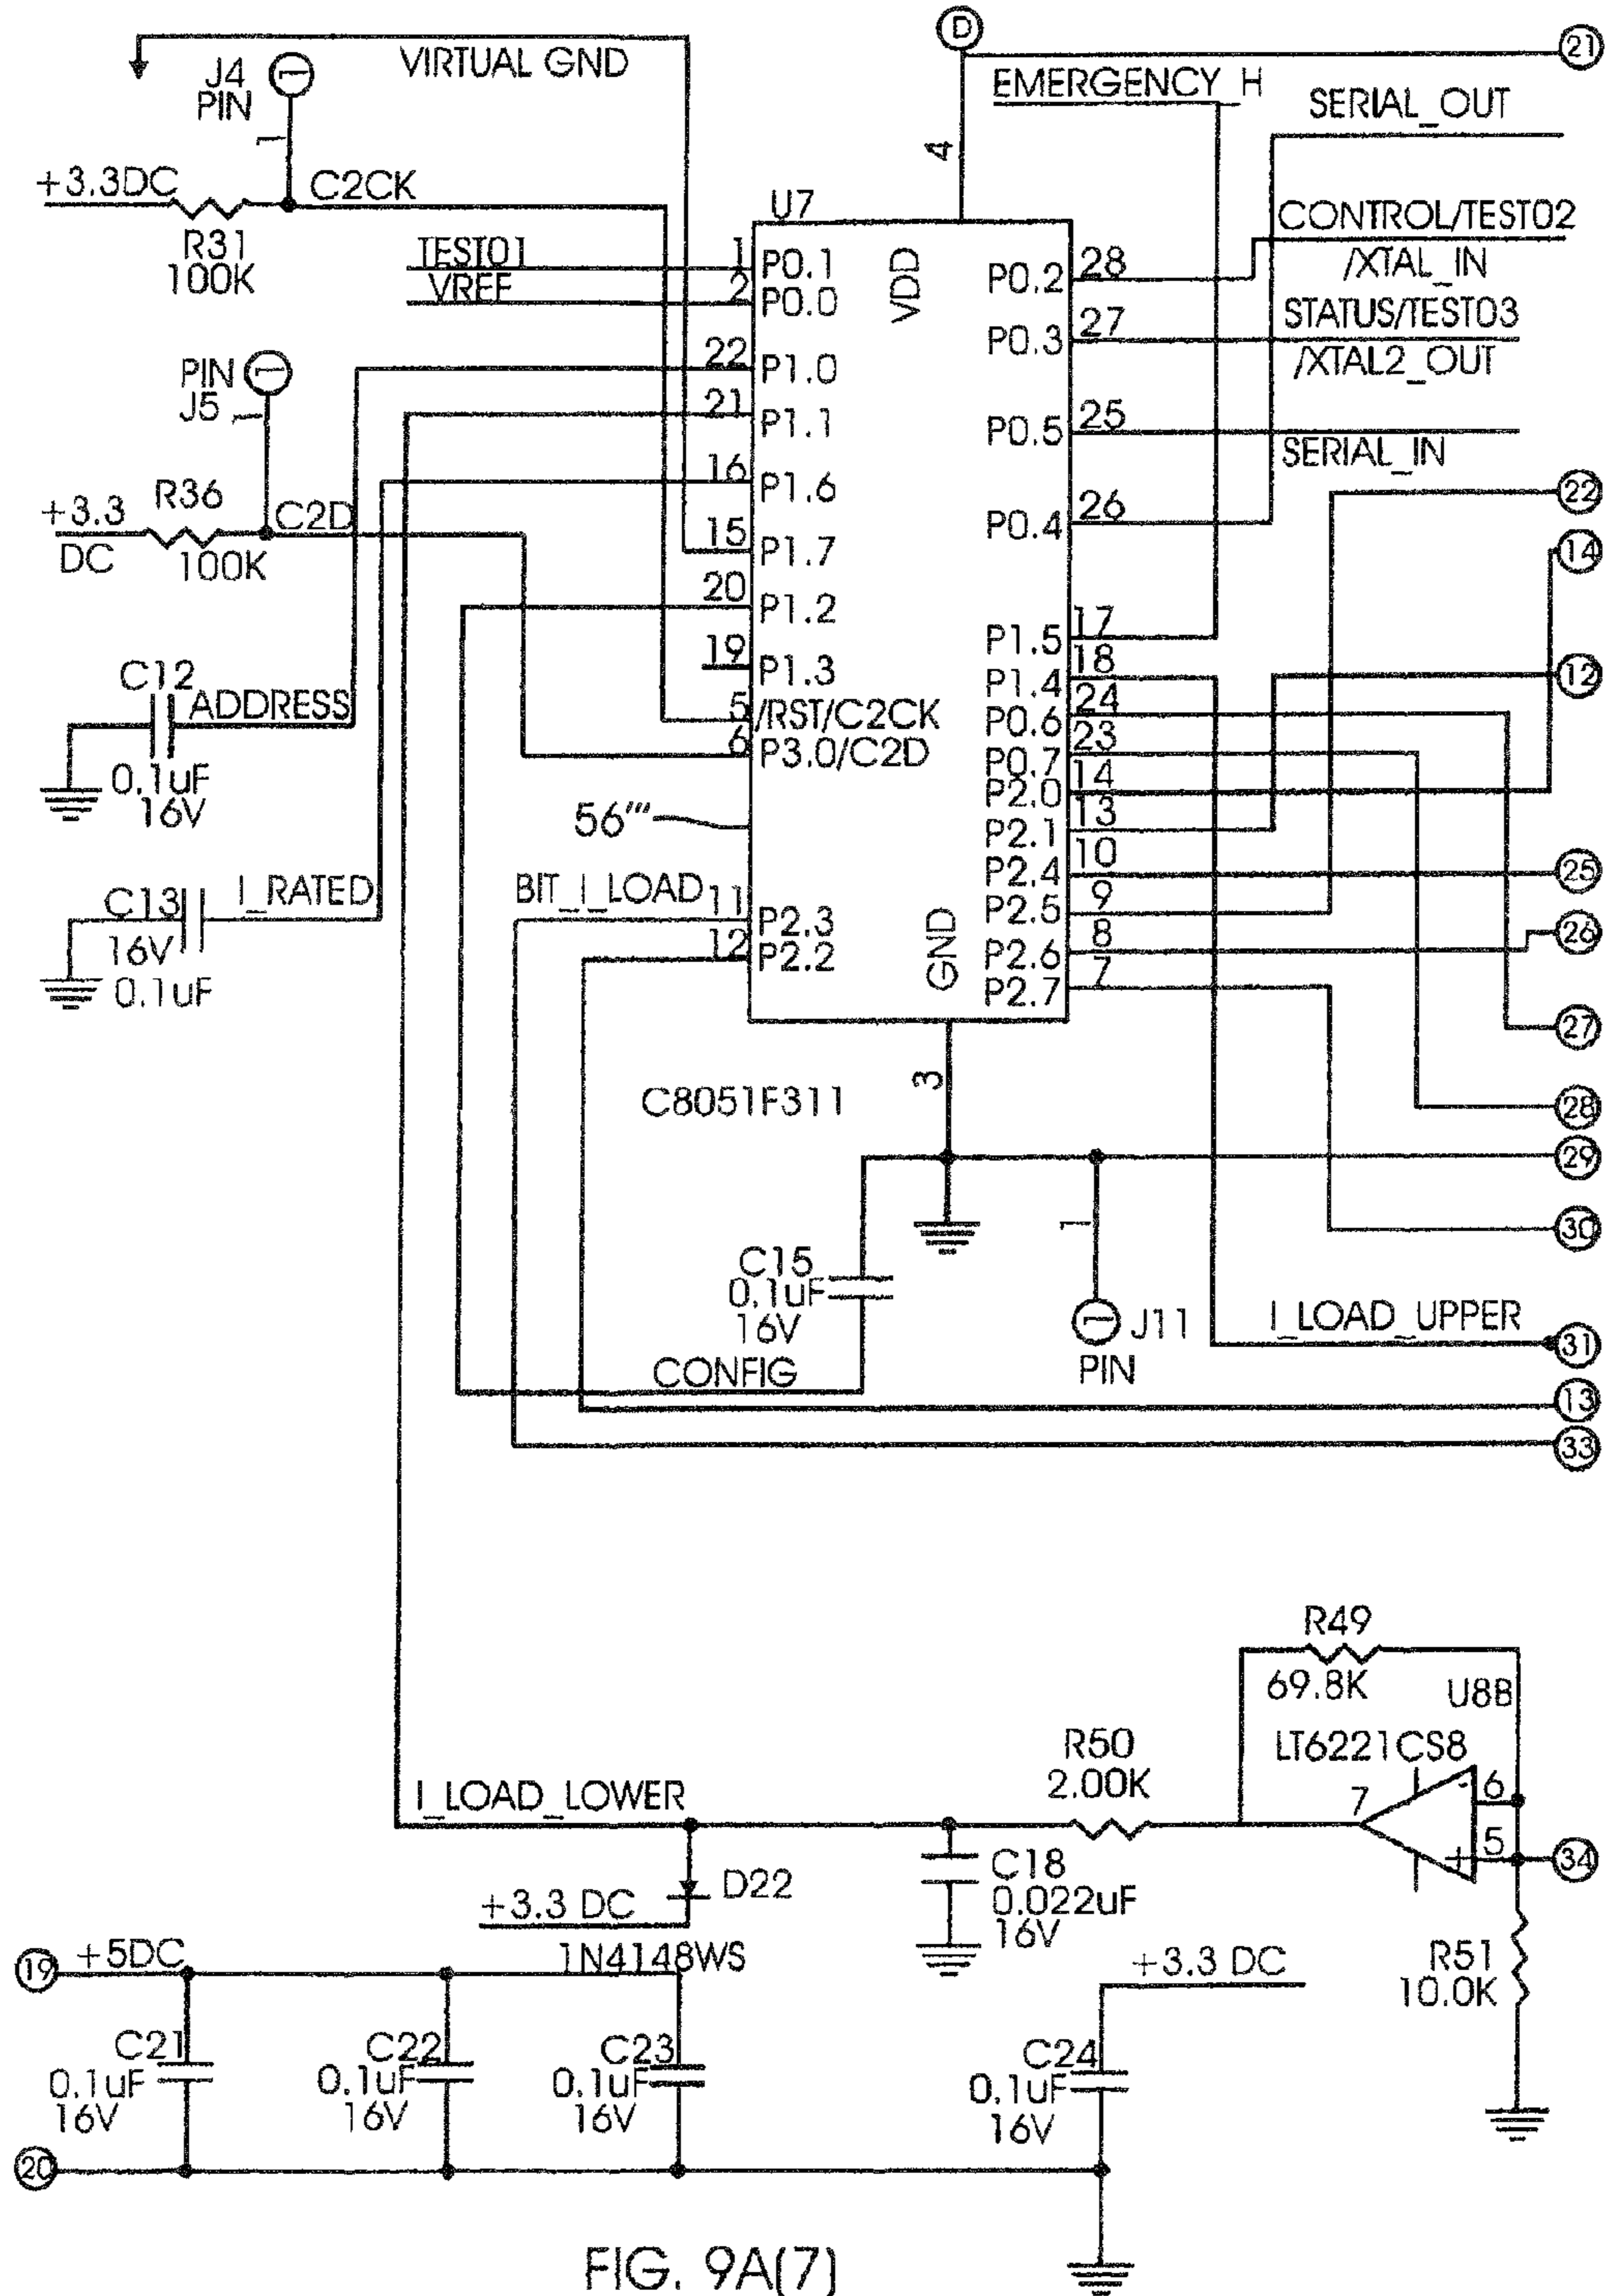 D
21
VIRTUAL GND
J4
PIN
1
1
EMERGENCY_H
SERIAL_OUT
4
+3.3DC
C2CK
R31
100K
U7
TEST01
1
P0.1
VREF
2
P0.0
VDD
P0.2
28
CONTROL/TEST02
/XTAL_IN
P0.3
27
STATUS/TEST03
/XTAL2_OUT
PIN
J5
1
1
22
P1.0
21
P1.1
P0.5
25
SERIAL_IN
16
P1.6
22
+3.3
DC
R36
100K
C2D
15
P1.7
P0.4
26
14
20
P1.2
19
P1.3
P1.5
17
P1.4
18
12
C12
ADDRESS
0.1uF
16V
5
/RST/C2CK
6
P3.0/C2D
P0.6
24
P0.7
23
P2.0
14
56'''
P2.1
13
P2.4
10
25
C13
I_RATED
16V
0.1uF
BIT_I_LOAD
11
P2.3
12
P2.2
GND
P2.5
9
P2.6
8
26
P2.7
7
27
3
C8051F311
28
29
1
30
C15
0.1uF
16V
1
J11
PIN
I_LOAD_UPPER
31
CONFIG
13
33
R49
69.8K
U8B
R50
2.00K
LT6221CS8
I_LOAD_LOWER
7
-
6
+
5
34
D22
+3.3 DC
1N4148WS
C18
0.022uF
16V
R51
10.0K
19
+5DC
+3.3 DC
C21
0.1uF
16V
C22
0.1uF
16V
C23
0.1uF
16V
C24
0.1uF
16V
20
FIG. 9A(7)